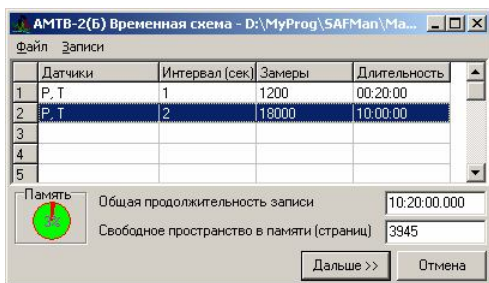 АМТВ-2(Б) Временная схема - D:\MyProg\SAFMan\Ma...
Файл Записи
Датчики Интервал (сек) Замеры Длительность
1 P, T 1 1200 00:20:00
2 P, T 2 18000 10:00:00
3
4
5
Память
Общая продолжительность записи 10:20:00.000
Свободное пространство в памяти (страниц) 3945
Дальше >> Отмена